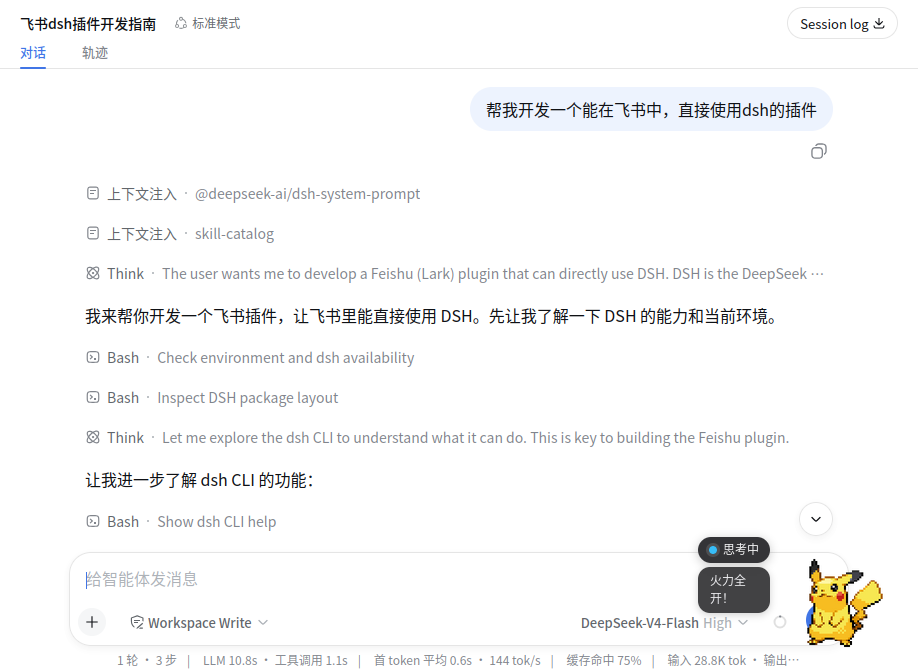 飞书dsh插件开发指南 标准模式 Session log
对话 轨迹
帮我开发一个能在飞书中，直接使用dsh的插件
上下文注入 · @deepseek-ai/dsh-system-prompt
上下文注入 · skill-catalog
Think · The user wants me to develop a Feishu (Lark) plugin that can directly use DSH. DSH is the DeepSeek ···
我来帮你开发一个飞书插件，让飞书里能直接使用 DSH。先让我了解一下 DSH 的能力和当前环境。
Bash · Check environment and dsh availability
Bash · Inspect DSH package layout
Think · Let me explore the dsh CLI to understand what it can do. This is key to building the Feishu plugin.
让我进一步了解 dsh CLI 的功能：
Bash · Show dsh CLI help
思考中
火力全
开！
给智能体发消息
Workspace Write DeepSeek-V4-Flash High
1 轮 · 3 步 | LLM 10.8s · 工具调用 1.1s | 首 token 平均 0.6s · 144 tok/s | 缓存命中 75% | 输入 28.8K tok · 输出···